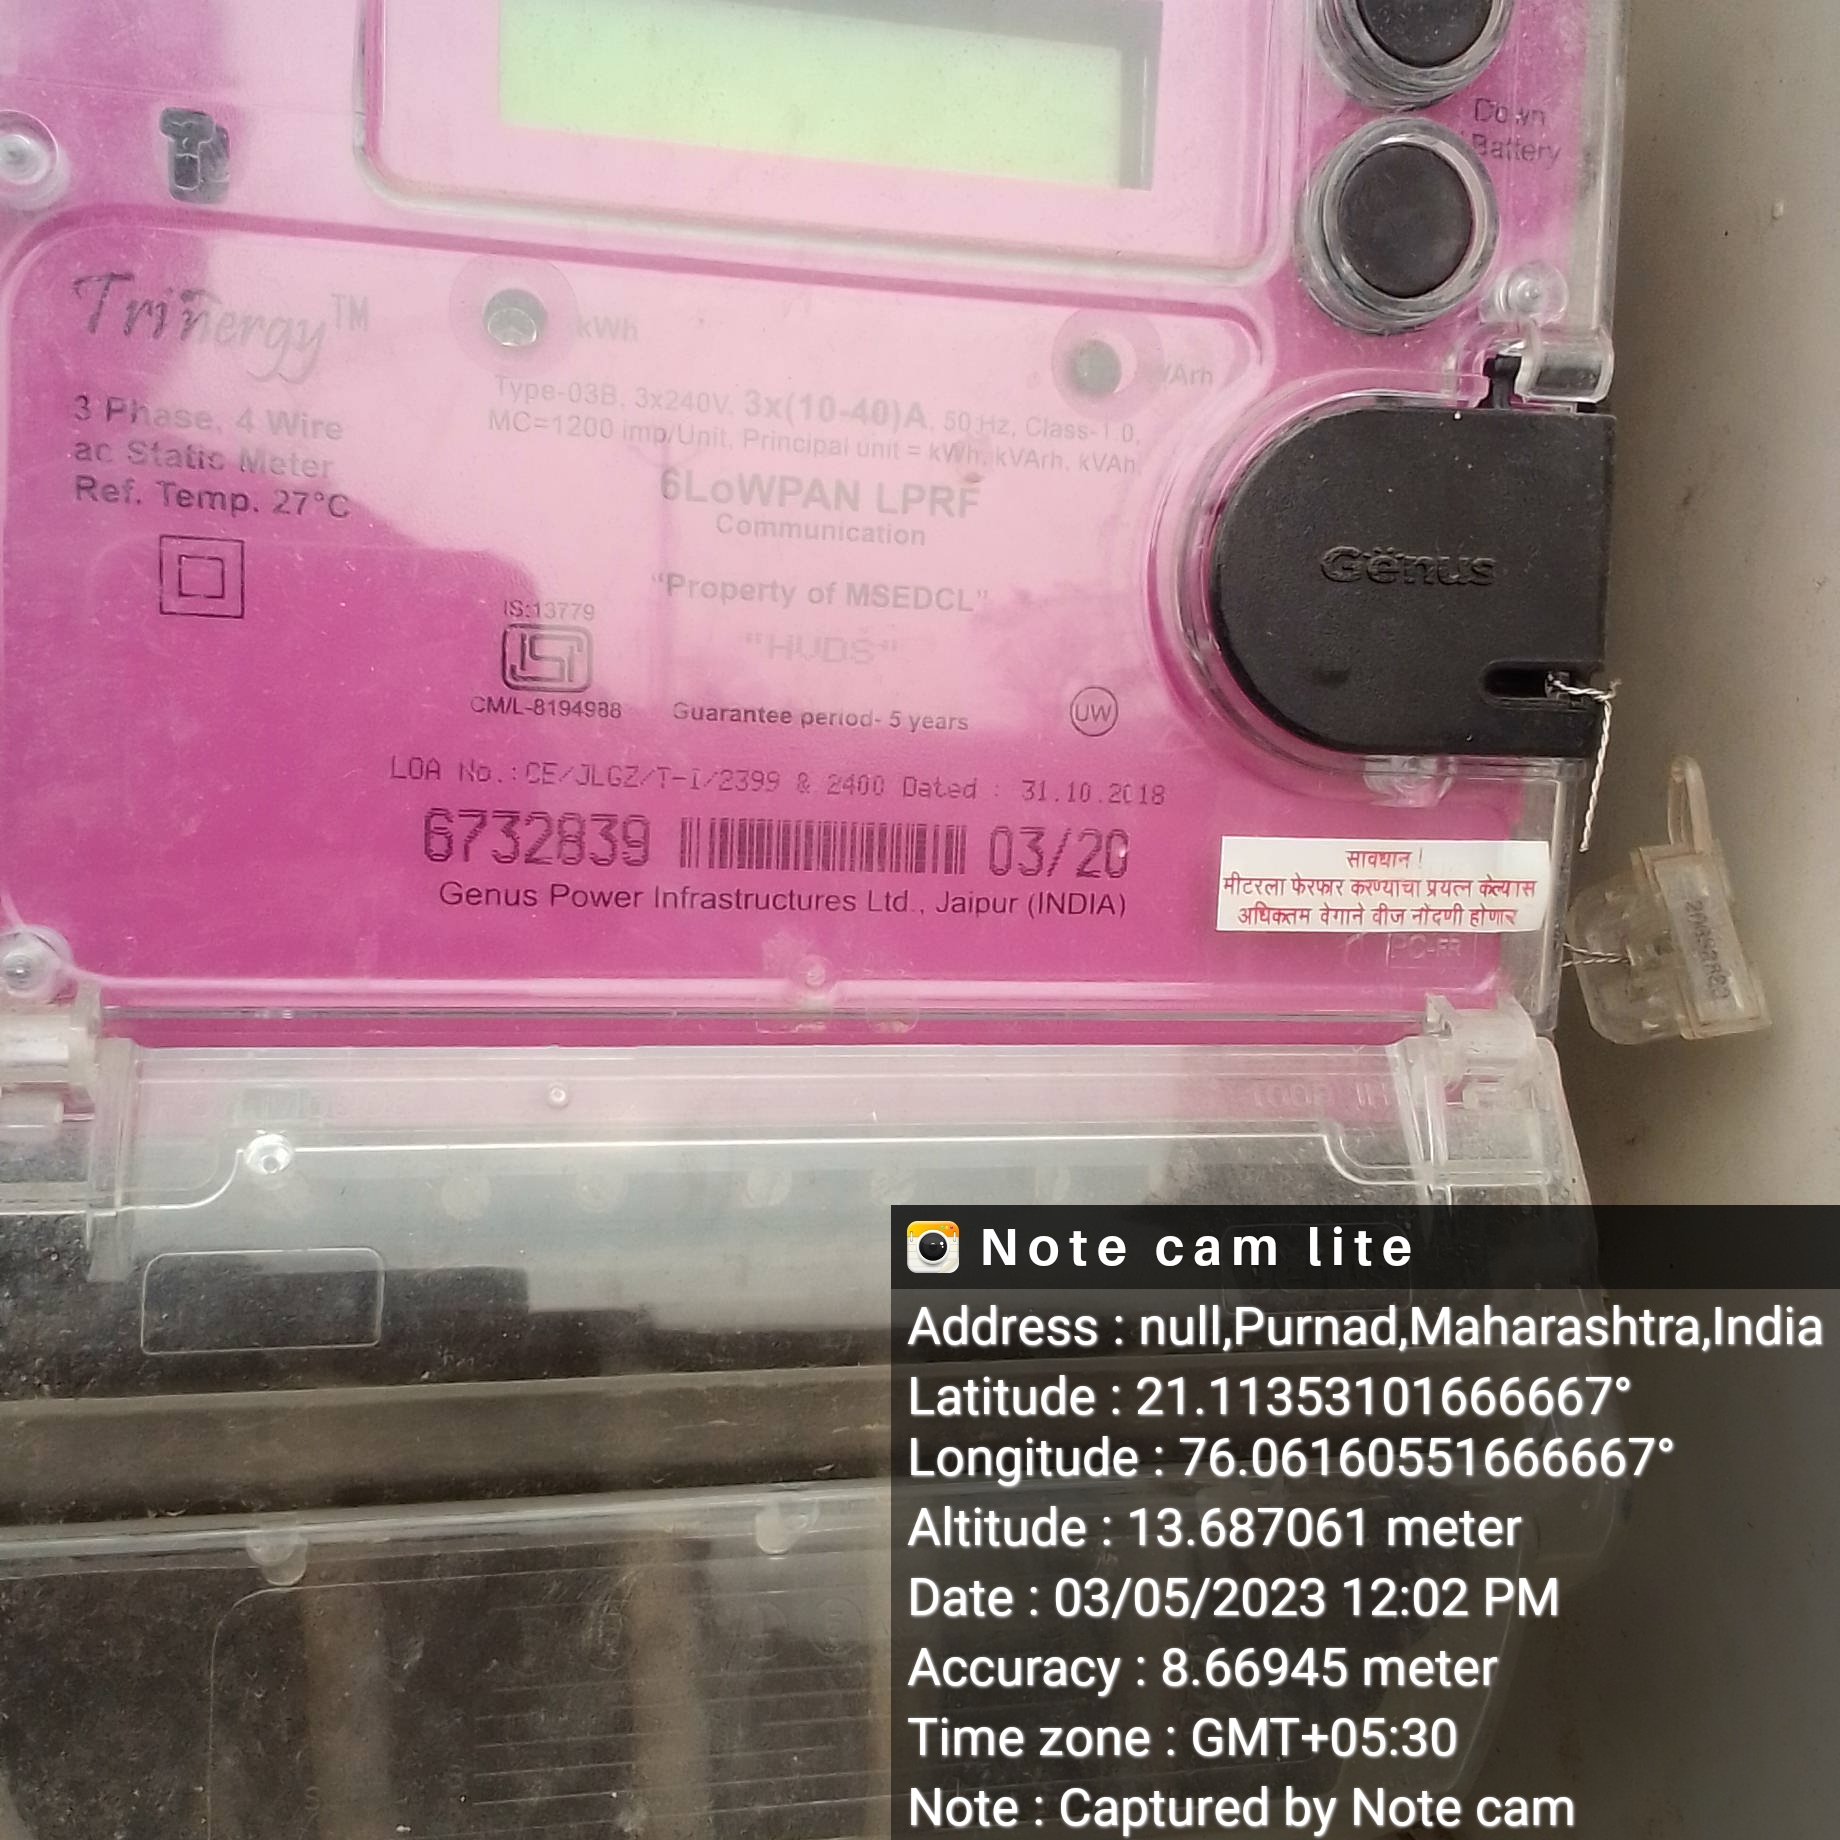 Down
Battery
Trinergy™
kWh
3 Phase, 4 Wire
ac Static Meter
Ref. Temp. 27°C
Type-03B, 3x240V, 3x(10-40)A, 50 Hz, Class-1.0,
MC=1200 imp/Unit, Principal unit = kWh, kVArh, kVAh
6LoWPAN LPRF
Communication
"Property of MSEDCL"
"HVDS"
Genus
IS:13779
CM/L-8194988
Guarantee period- 5 years
UW
LOA No.:CE/JLGZ/T-I/2399 & 2400 Dated : 31.10.2018
6732839 03/20
Genus Power Infrastructures Ltd., Jaipur (INDIA)
सावधान !
मीटरला फेरफार करण्याचा प्रयत्न केल्यास
अधिकतम वेगाने वीज नोंदणी होणार
Note cam lite
Address : null,Purnad,Maharashtra,India
Latitude : 21.11353101666667°
Longitude : 76.06160551666667°
Altitude : 13.687061 meter
Date : 03/05/2023 12:02 PM
Accuracy : 8.66945 meter
Time zone : GMT+05:30
Note : Captured by Note cam